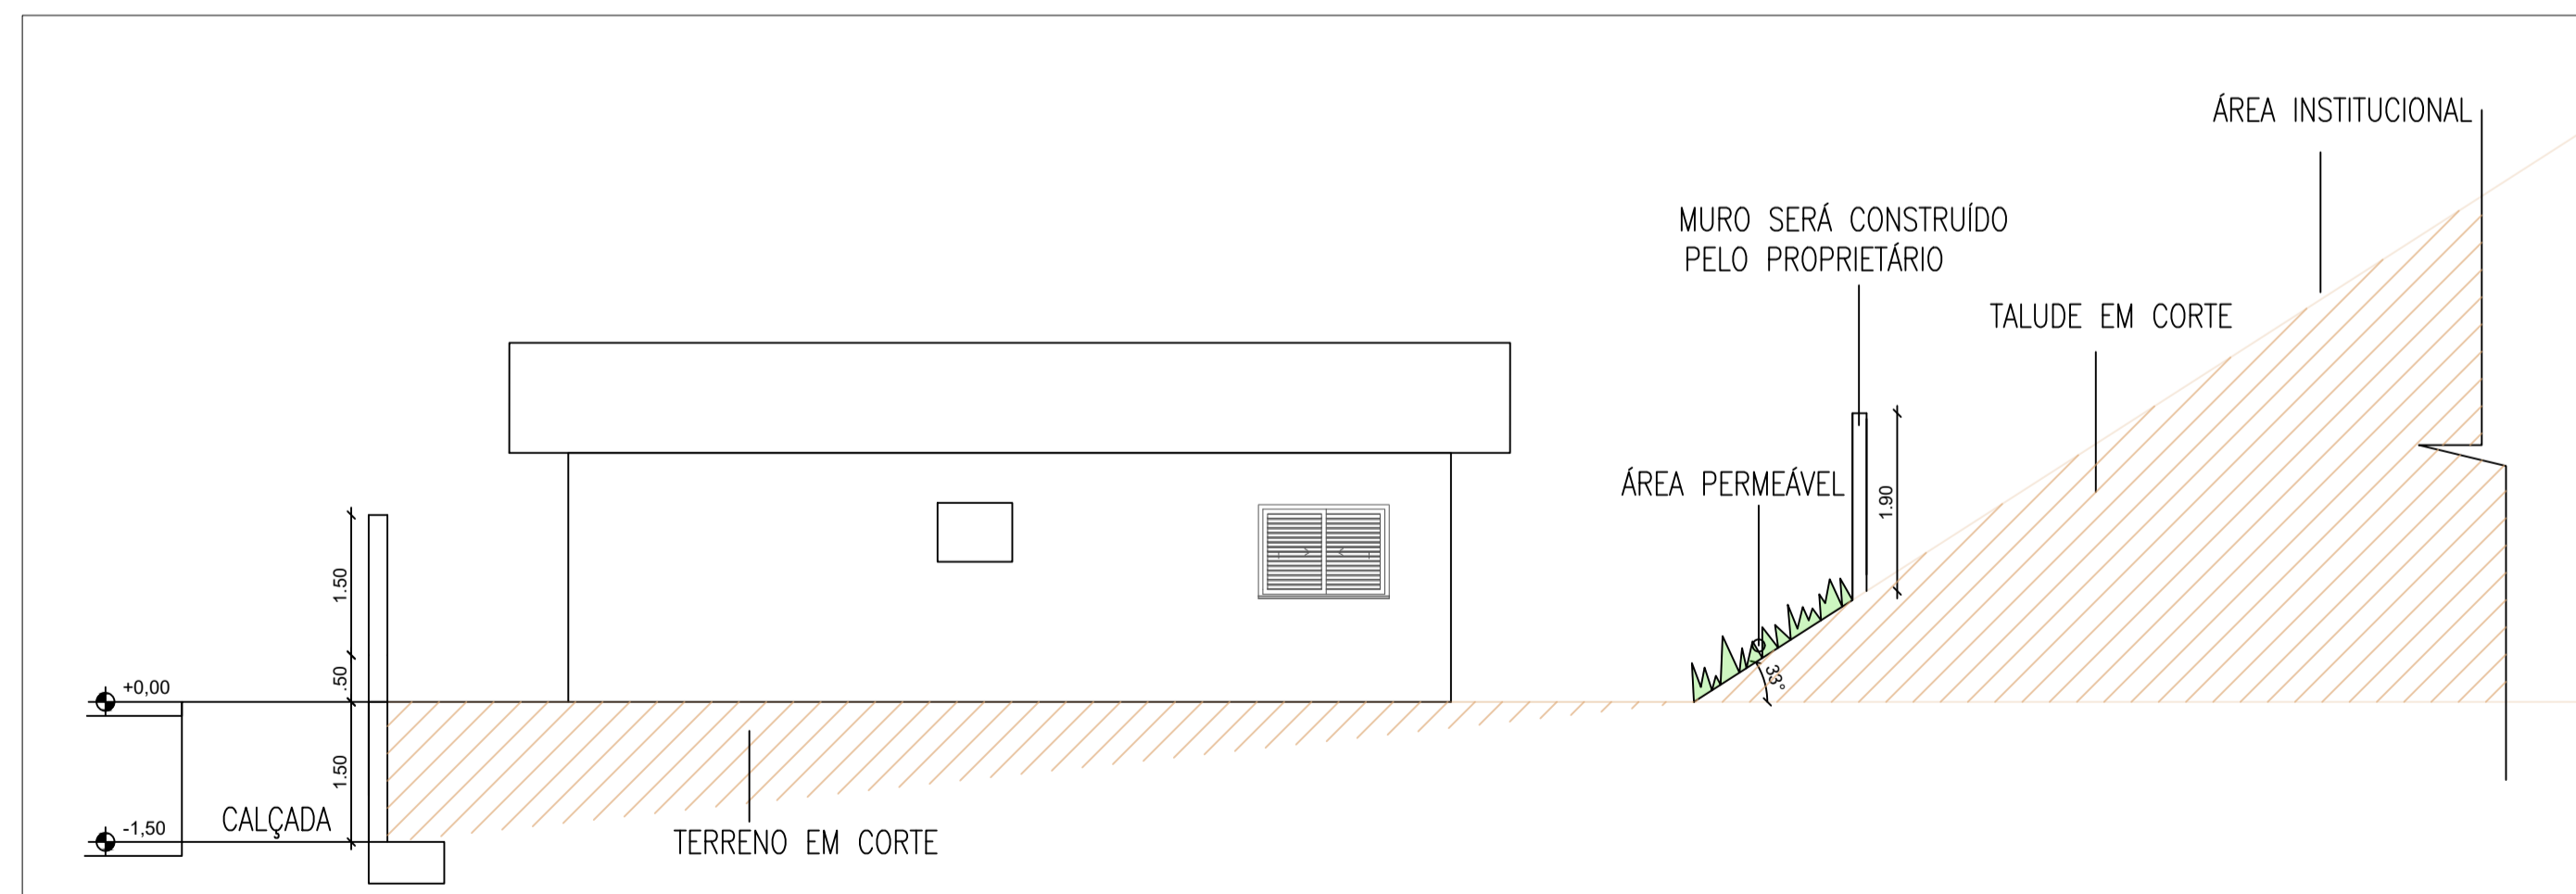 ÁREA INSTITUCIONAL
MURO SERÁ CONSTRUÍDO
PELO PROPRIETÁRIO
TALUDE EM CORTE
ÁREA PERMEÁVEL
1.90
1.50
.50
33°
+0,00
1.50
-1,50
CALÇADA
TERRENO EM CORTE